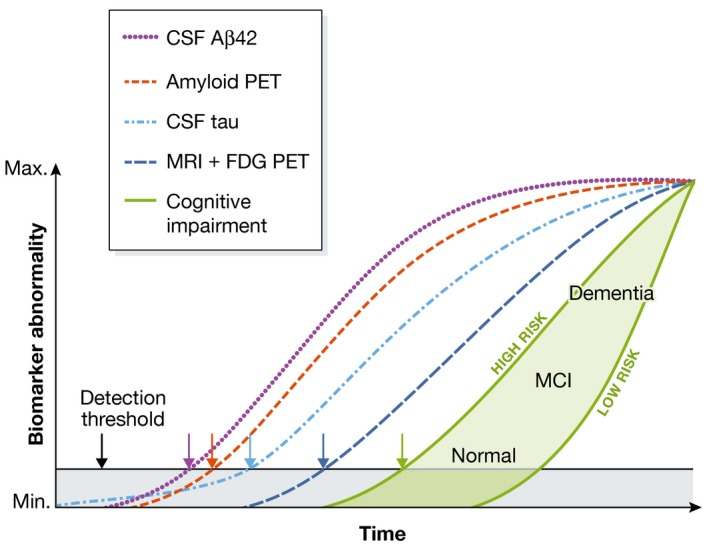 CSF Aβ42
Amyloid PET
CSF tau
MRI + FDG PET
Cognitive
impairment
Max.
Biomarker abnormality
Min.
Detection
threshold
HIGH RISK
Dementia
MCI
LOW RISK
Normal
Time